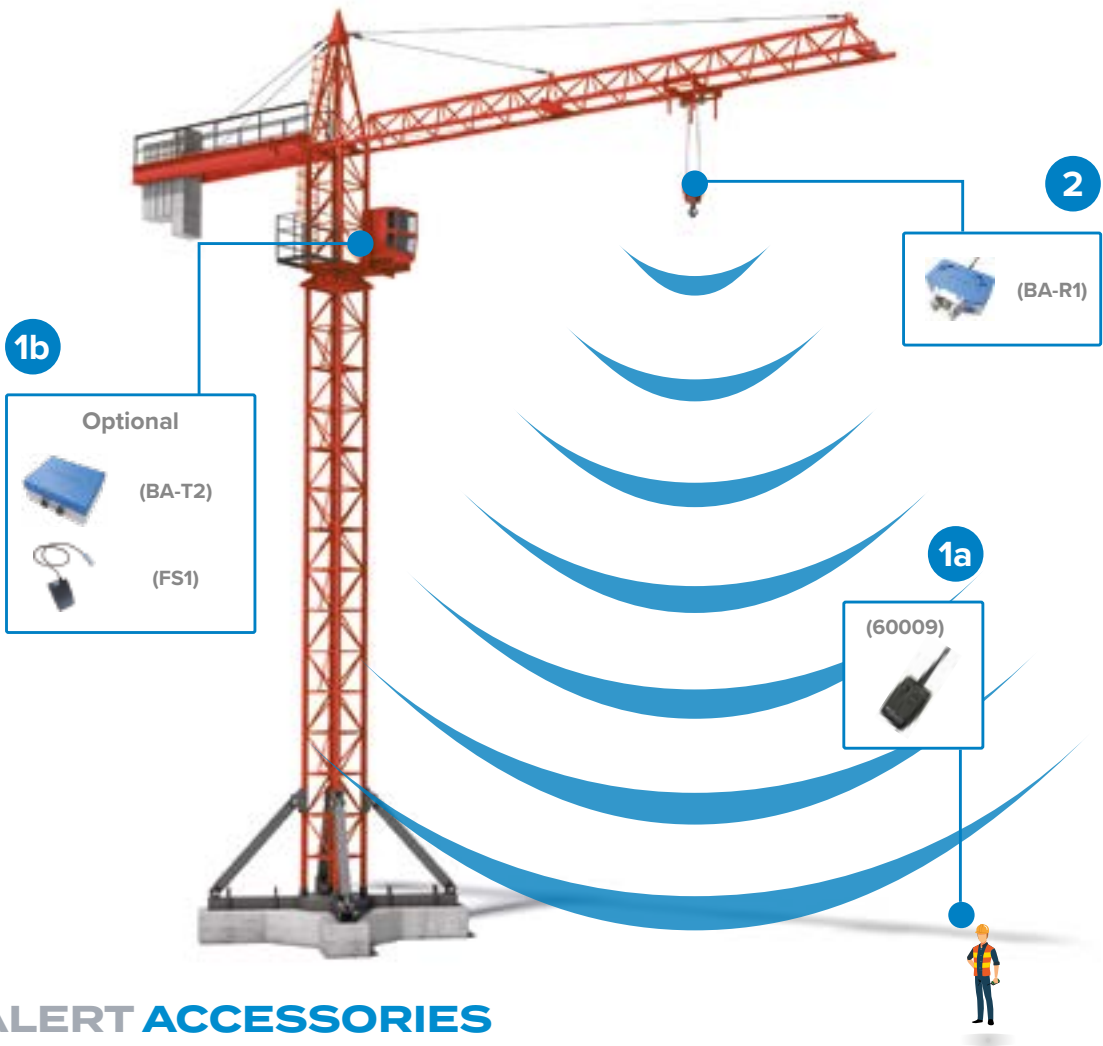 2
(BA-R1)
1b
Optional
(BA-T2)
(FS1)
1a
(60009)
ALERT ACCESSORIES